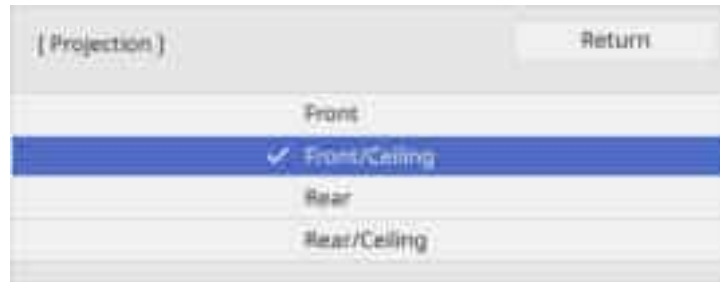 [ Projection ]
Return
Front
Front/Ceiling
Rear
Rear/Ceiling